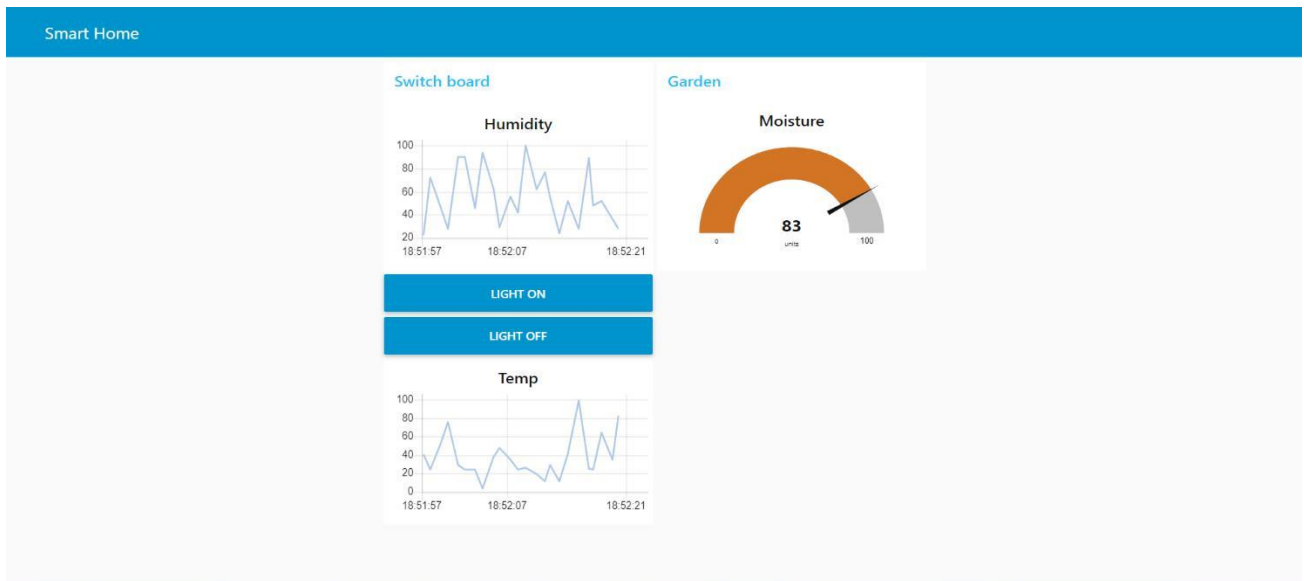 Smart Home
Switch board
Humidity
100
80
60
40
20
18:51:57 18:52:07 18:52:21
LIGHT ON
LIGHT OFF
Temp
100
80
60
40
20
0
18:51:57 18:52:07 18:52:21
Garden
Moisture
83
units
0 100